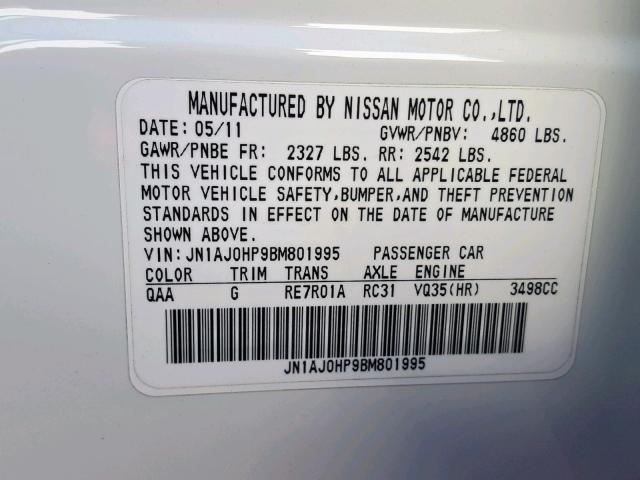 MANUFACTURED BY NISSAN MOTOR CO.,LTD.
DATE: 05/11 GVWR/PNBV: 4860 LBS.
GAWR/PNBE FR: 2327 LBS. RR: 2542 LBS.
THIS VEHICLE CONFORMS TO ALL APPLICABLE FEDERAL
MOTOR VEHICLE SAFETY,BUMPER,AND THEFT PREVENTION
STANDARDS IN EFFECT ON THE DATE OF MANUFACTURE
SHOWN ABOVE.
VIN: JN1AJ0HP9BM801995 PASSENGER CAR
COLOR TRIM TRANS AXLE ENGINE
QAA G RE7R01A RC31 VQ35(HR) 3498CC
JN1AJ0HP9BM801995